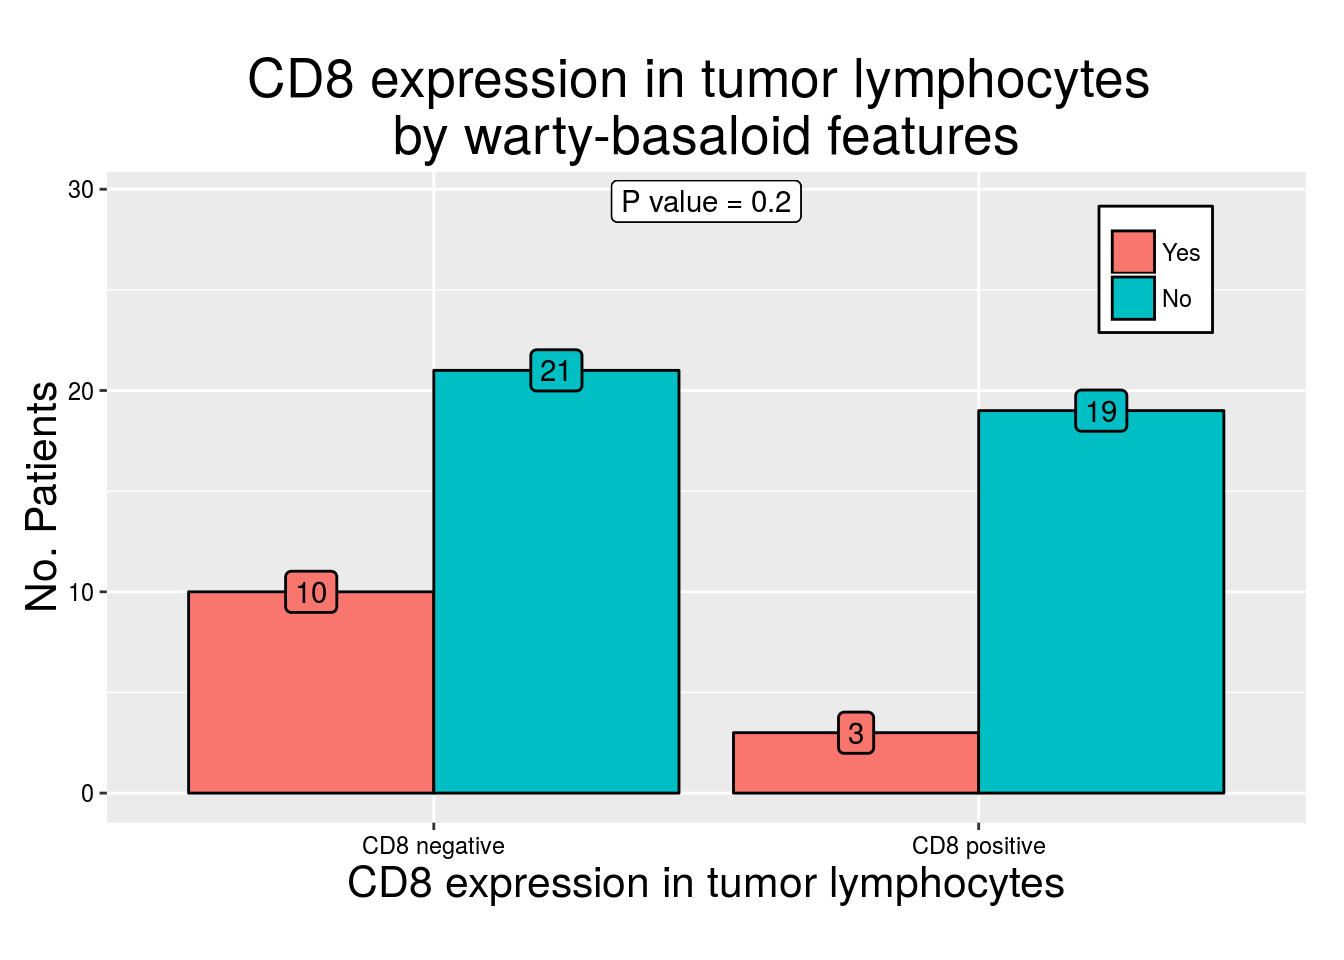 CD8 expression in tumor lymphocytes
by warty-basaloid features
P value = 0.2
Yes
No
No. Patients
30
20
10
0
10
21
3
19
CD8 negative
CD8 positive
CD8 expression in tumor lymphocytes